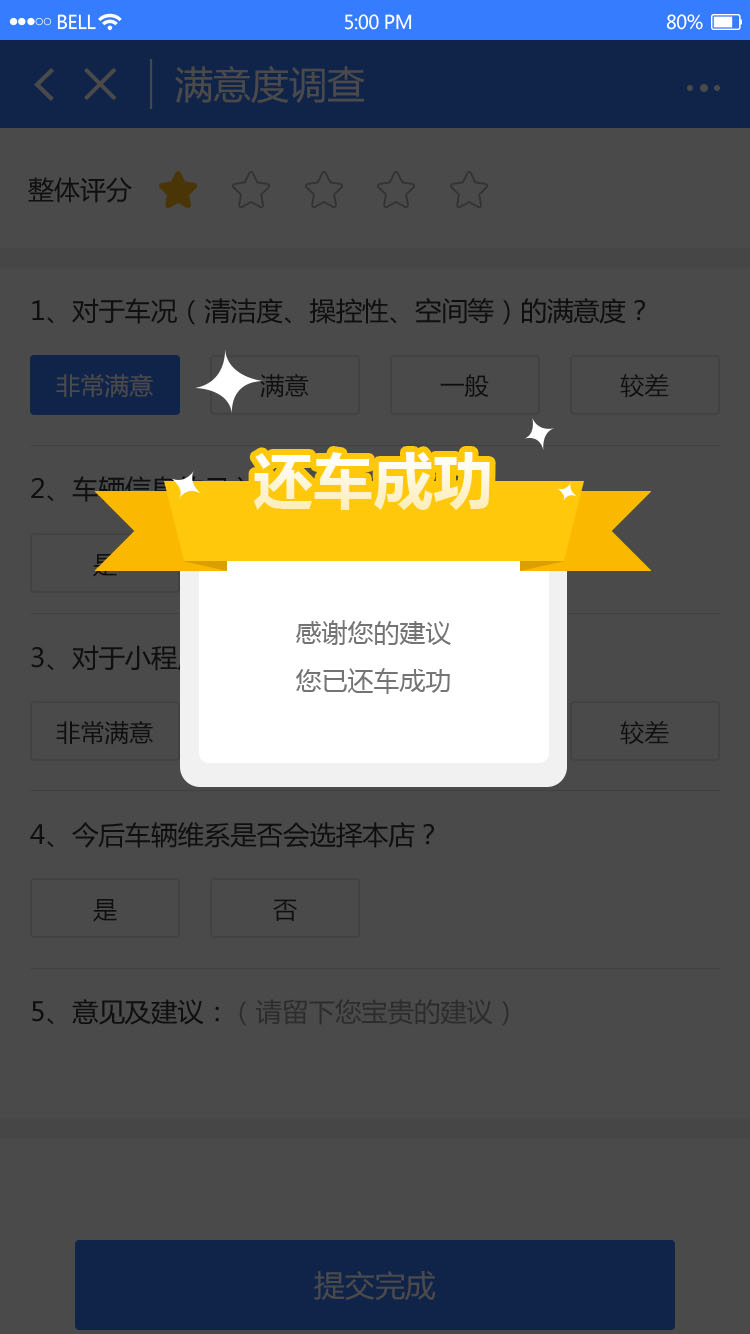 BELL 5:00 PM 80%
满意度调查
整体评分
1、对于车况（清洁度、操控性、空间等）的满意度？
非常满意 满意 一般 较差
2、车辆信息
还车成功
是
感谢您的建议
3、对于小程
您已还车成功
非常满意 较差
4、今后车辆维系是否会选择本店？
是 否
5、意见及建议：（请留下您宝贵的建议）
提交完成